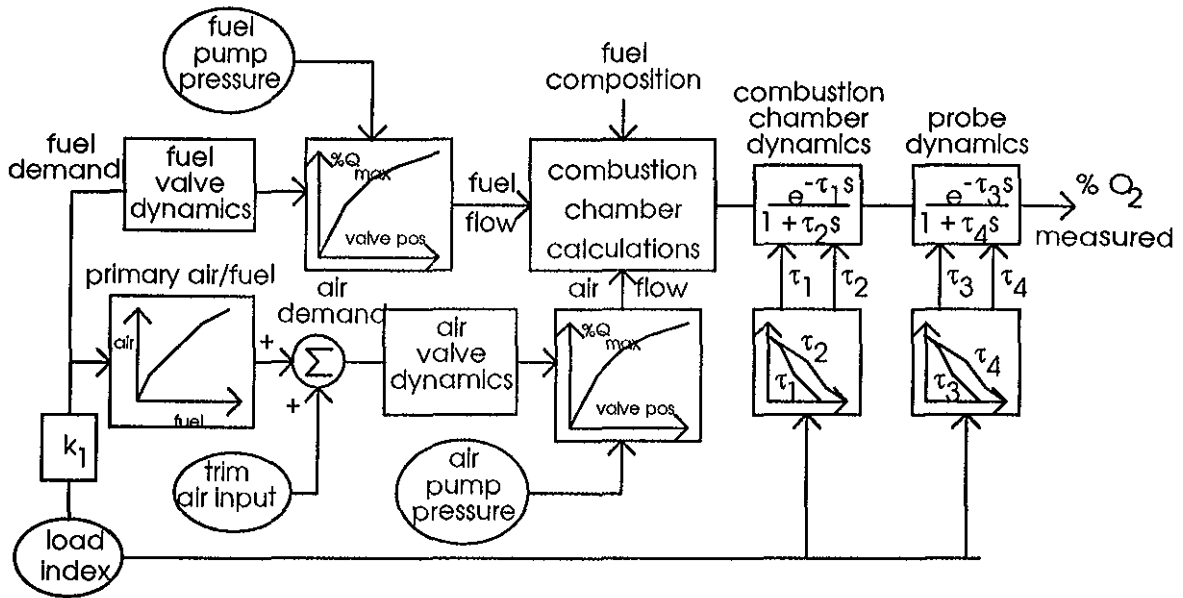 fuel
pump
pressure
fuel
composition
combustion
chamber
dynamics
probe
dynamics
fuel
demand
fuel
valve
dynamics
%Q
max
valve pos
fuel
flow
combustion
chamber
calculations
e^-τ1s
1 + τ2s
e^-τ3s
1 + τ4s
% O2
measured
primary air/fuel
air
fuel
air
demand
+
+
Σ
air
valve
dynamics
air flow
%Q
max
valve pos
τ1
τ2
τ3
τ4
τ2
τ1
τ4
τ3
k1
trim
air input
air
pump
pressure
load
index